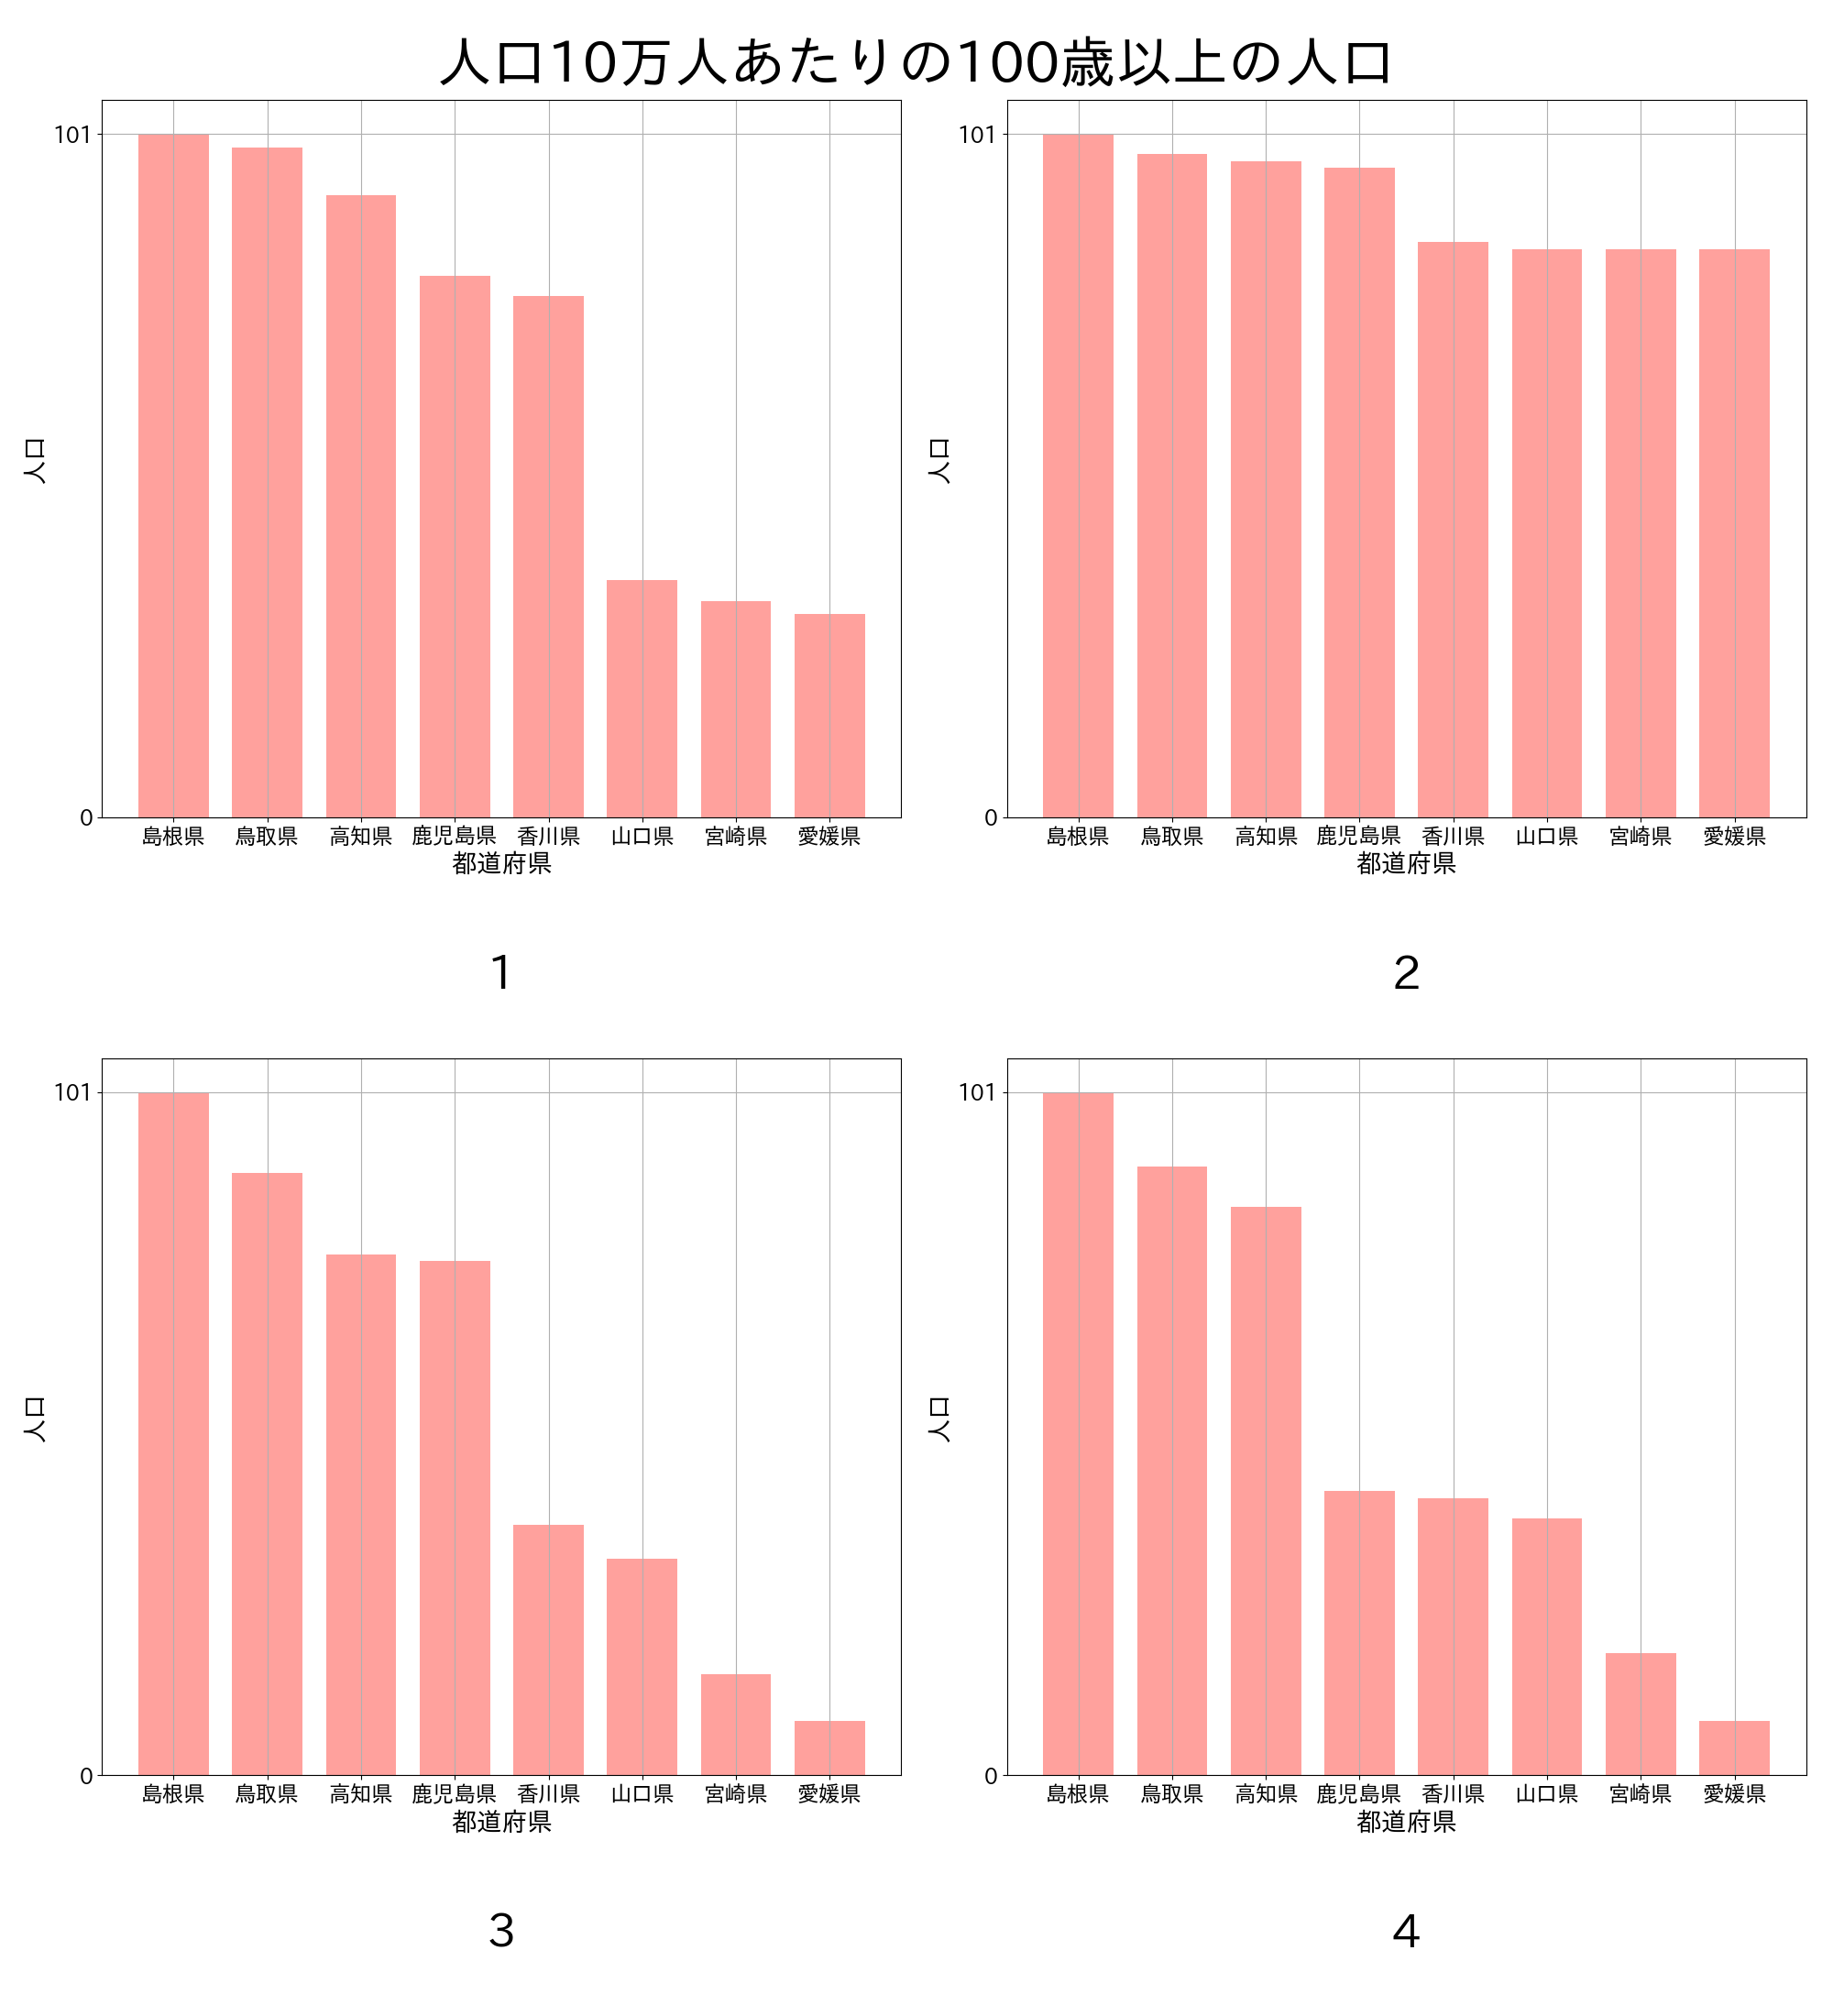 人口10万人あたりの100歳以上の人口
101
0
人口
島根県 鳥取県 高知県 鹿児島県 香川県 山口県 宮崎県 愛媛県
都道府県
1
101
0
人口
島根県 鳥取県 高知県 鹿児島県 香川県 山口県 宮崎県 愛媛県
都道府県
2
101
0
人口
島根県 鳥取県 高知県 鹿児島県 香川県 山口県 宮崎県 愛媛県
都道府県
3
101
0
人口
島根県 鳥取県 高知県 鹿児島県 香川県 山口県 宮崎県 愛媛県
都道府県
4